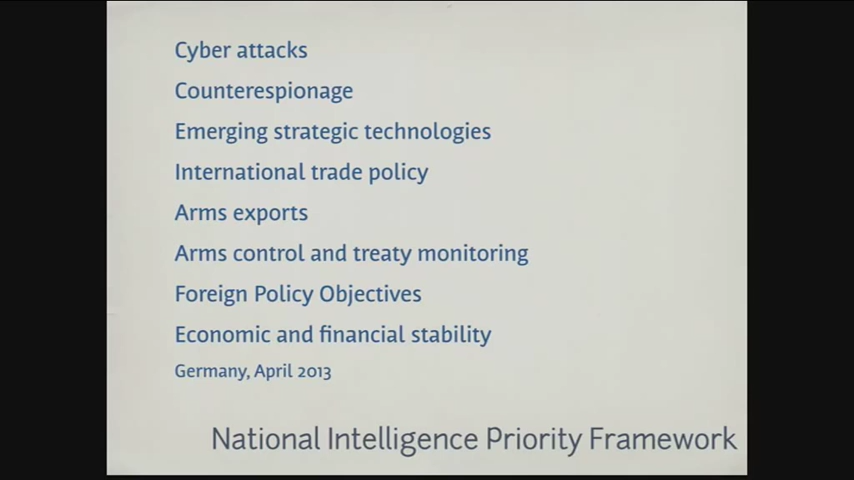 Cyber attacks
Counterespionage
Emerging strategic technologies
International trade policy
Arms exports
Arms control and treaty monitoring
Foreign Policy Objectives
Economic and financial stability
Germany, April 2013
National Intelligence Priority Framework